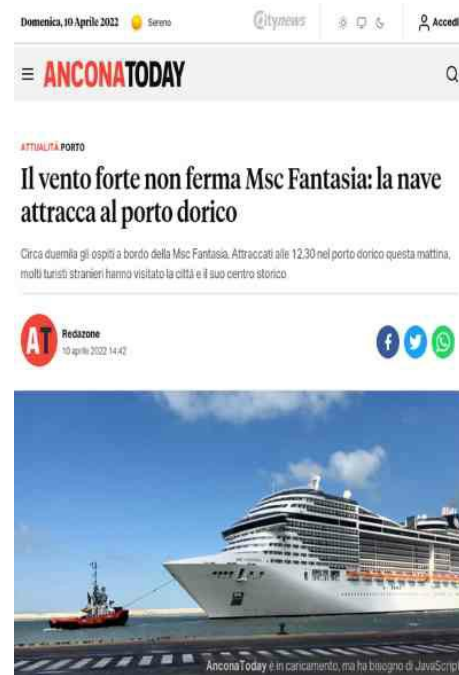 Domenica, 10 Aprile 2022 Sereno Citynews Accedi
ANCONATODAY
ATTUALITÀ PORTO
Il vento forte non ferma Msc Fantasia: la nave
attracca al porto dorico
Circa duemila gli ospiti a bordo della Msc Fantasia. Attraccati alle 12,30 nel porto dorico questa mattina,
molti turisti stranieri hanno visitato la città e il suo centro storico
AT
Redazone
10 aprile 2022 14:42
AnconaToday è in caricamento, ma ha bisogno di JavaScript